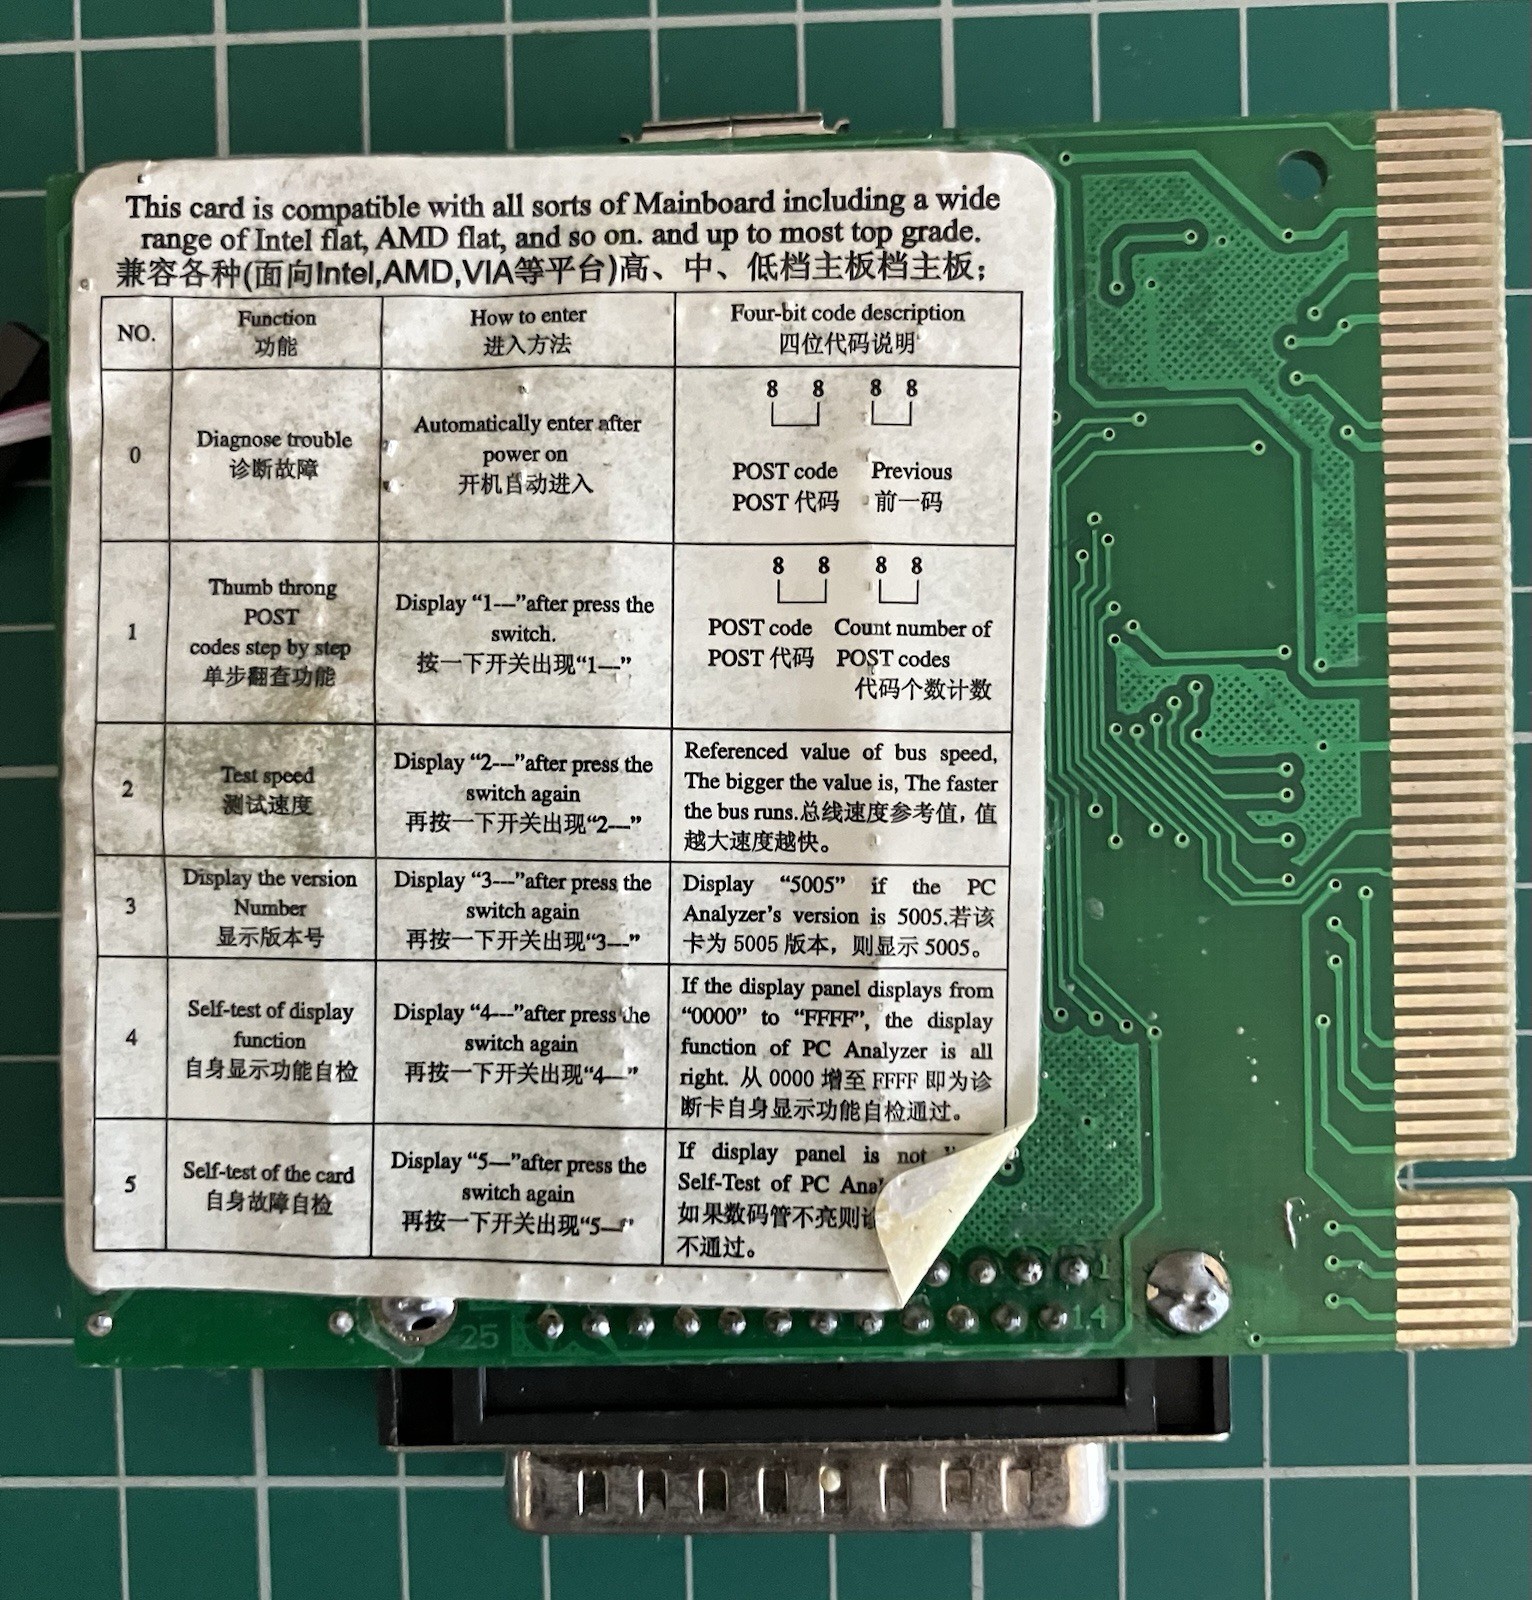 This card is compatible with all sorts of Mainboard including a wide
range of Intel flat, AMD flat, and so on. and up to most top grade.
兼容各种(面向Intel,AMD,VIA等平台)高、中、低档主板档主板;
NO.
Function
功能
How to enter
进入方法
Four-bit code description
四位代码说明
0
Diagnose trouble
诊断故障
Automatically enter after
power on
开机自动进入
8 8 8 8
POST code Previous
POST 代码 前一码
1
Thumb throng
POST
codes step by step
单步翻查功能
Display “1---”after press the
switch.
按一下开关出现“1---”
8 8 8 8
POST code Count number of
POST 代码 POST codes
代码个数计数
2
Test speed
测试速度
Display “2---”after press the
switch again
再按一下开关出现“2---”
Referenced value of bus speed,
The bigger the value is, The faster
the bus runs.总线速度参考值，值
越大速度越快。
3
Display the version
Number
显示版本号
Display “3---”after press the
switch again
再按一下开关出现“3---”
Display “5005” if the PC
Analyzer's version is 5005.若该
卡为 5005 版本，则显示 5005。
4
Self-test of display
function
自身显示功能自检
Display “4---”after press the
switch again
再按一下开关出现“4---”
If the display panel displays from
“0000” to “FFFF”, the display
function of PC Analyzer is all
right. 从 0000 增至 FFFF 即为诊
断卡自身显示功能自检通过。
5
Self-test of the card
自身故障自检
Display “5---”after press the
switch again
再按一下开关出现“5---”
If display panel is not
Self-Test of PC
如果数码管不亮则
不通过。
1
25
14